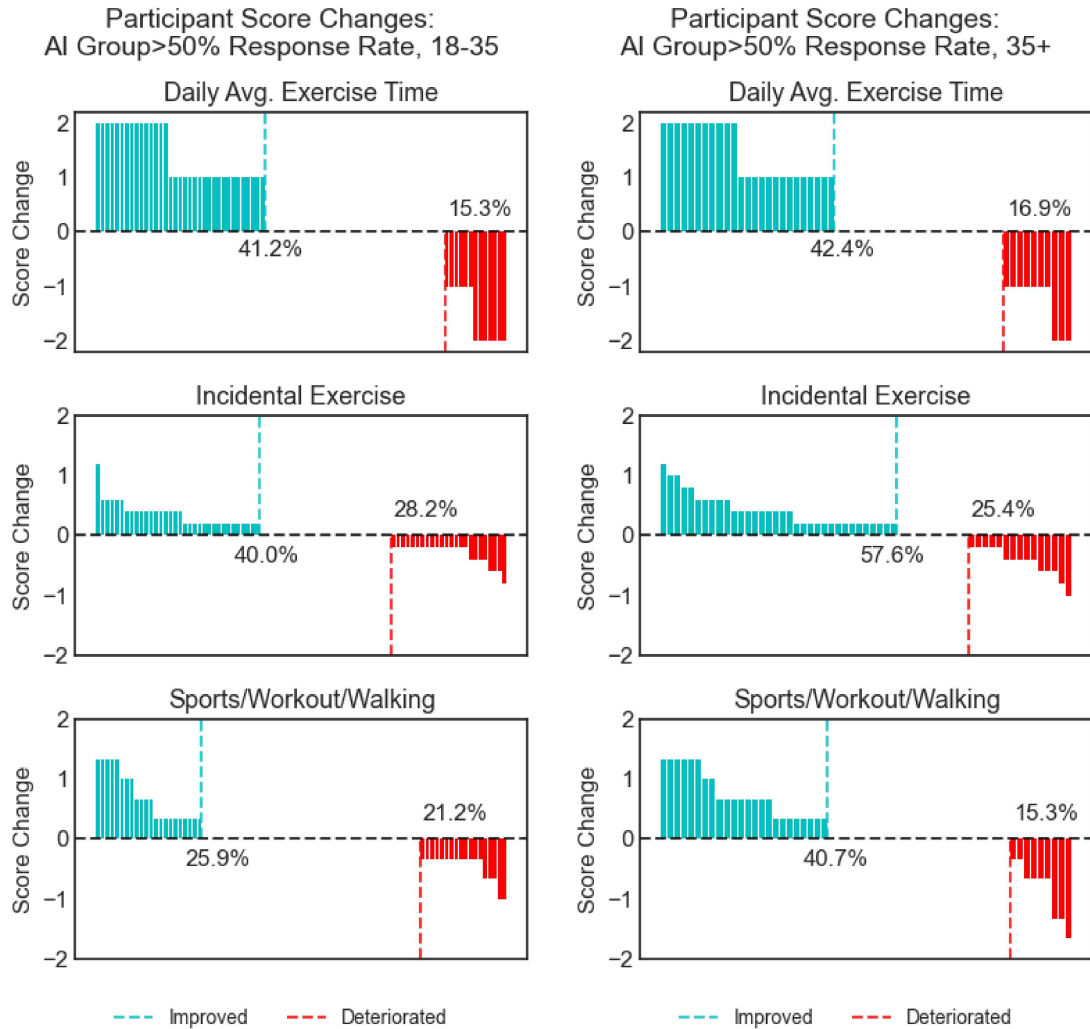 Participant Score Changes:
AI Group>50% Response Rate, 18-35
Daily Avg. Exercise Time
Score Change
2
1
0
−1
−2
41.2%
15.3%
Incidental Exercise
Score Change
2
1
0
−1
−2
40.0%
28.2%
Sports/Workout/Walking
Score Change
2
1
0
−1
−2
25.9%
21.2%
Improved
Deteriorated
Participant Score Changes:
AI Group>50% Response Rate, 35+
Daily Avg. Exercise Time
Score Change
2
1
0
−1
−2
42.4%
16.9%
Incidental Exercise
Score Change
2
1
0
−1
−2
57.6%
25.4%
Sports/Workout/Walking
Score Change
2
1
0
−1
−2
40.7%
15.3%
Improved
Deteriorated